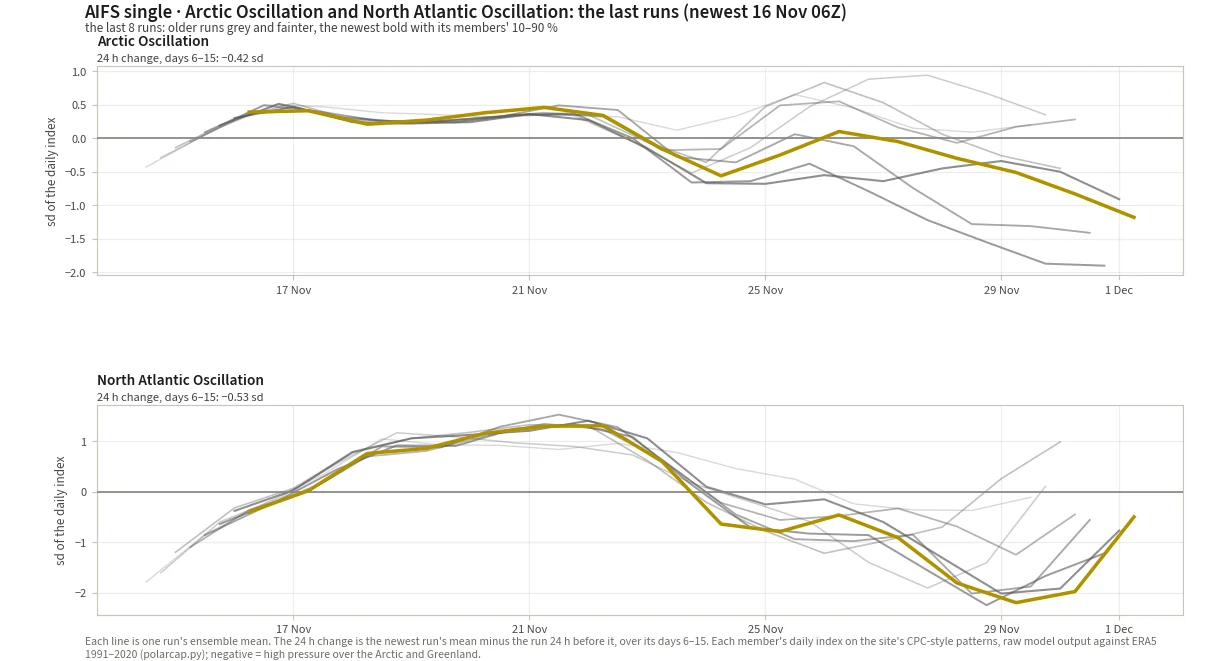 AIFS single · Arctic Oscillation and North Atlantic Oscillation: the last runs (newest 16 Nov 06Z)
the last 8 runs: older runs grey and fainter, the newest bold with its members' 10–90 %
Arctic Oscillation
24 h change, days 6–15: −0.42 sd
1.0
0.5
0.0
−0.5
−1.0
−1.5
−2.0
sd of the daily index
17 Nov
21 Nov
25 Nov
29 Nov
1 Dec
North Atlantic Oscillation
24 h change, days 6–15: −0.53 sd
1
0
−1
−2
sd of the daily index
17 Nov
21 Nov
25 Nov
29 Nov
1 Dec
Each line is one run's ensemble mean. The 24 h change is the newest run's mean minus the run 24 h before it, over its days 6–15. Each member's daily index on the site's CPC-style patterns, raw model output against ERA5
1991–2020 (polarcap.py); negative = high pressure over the Arctic and Greenland.